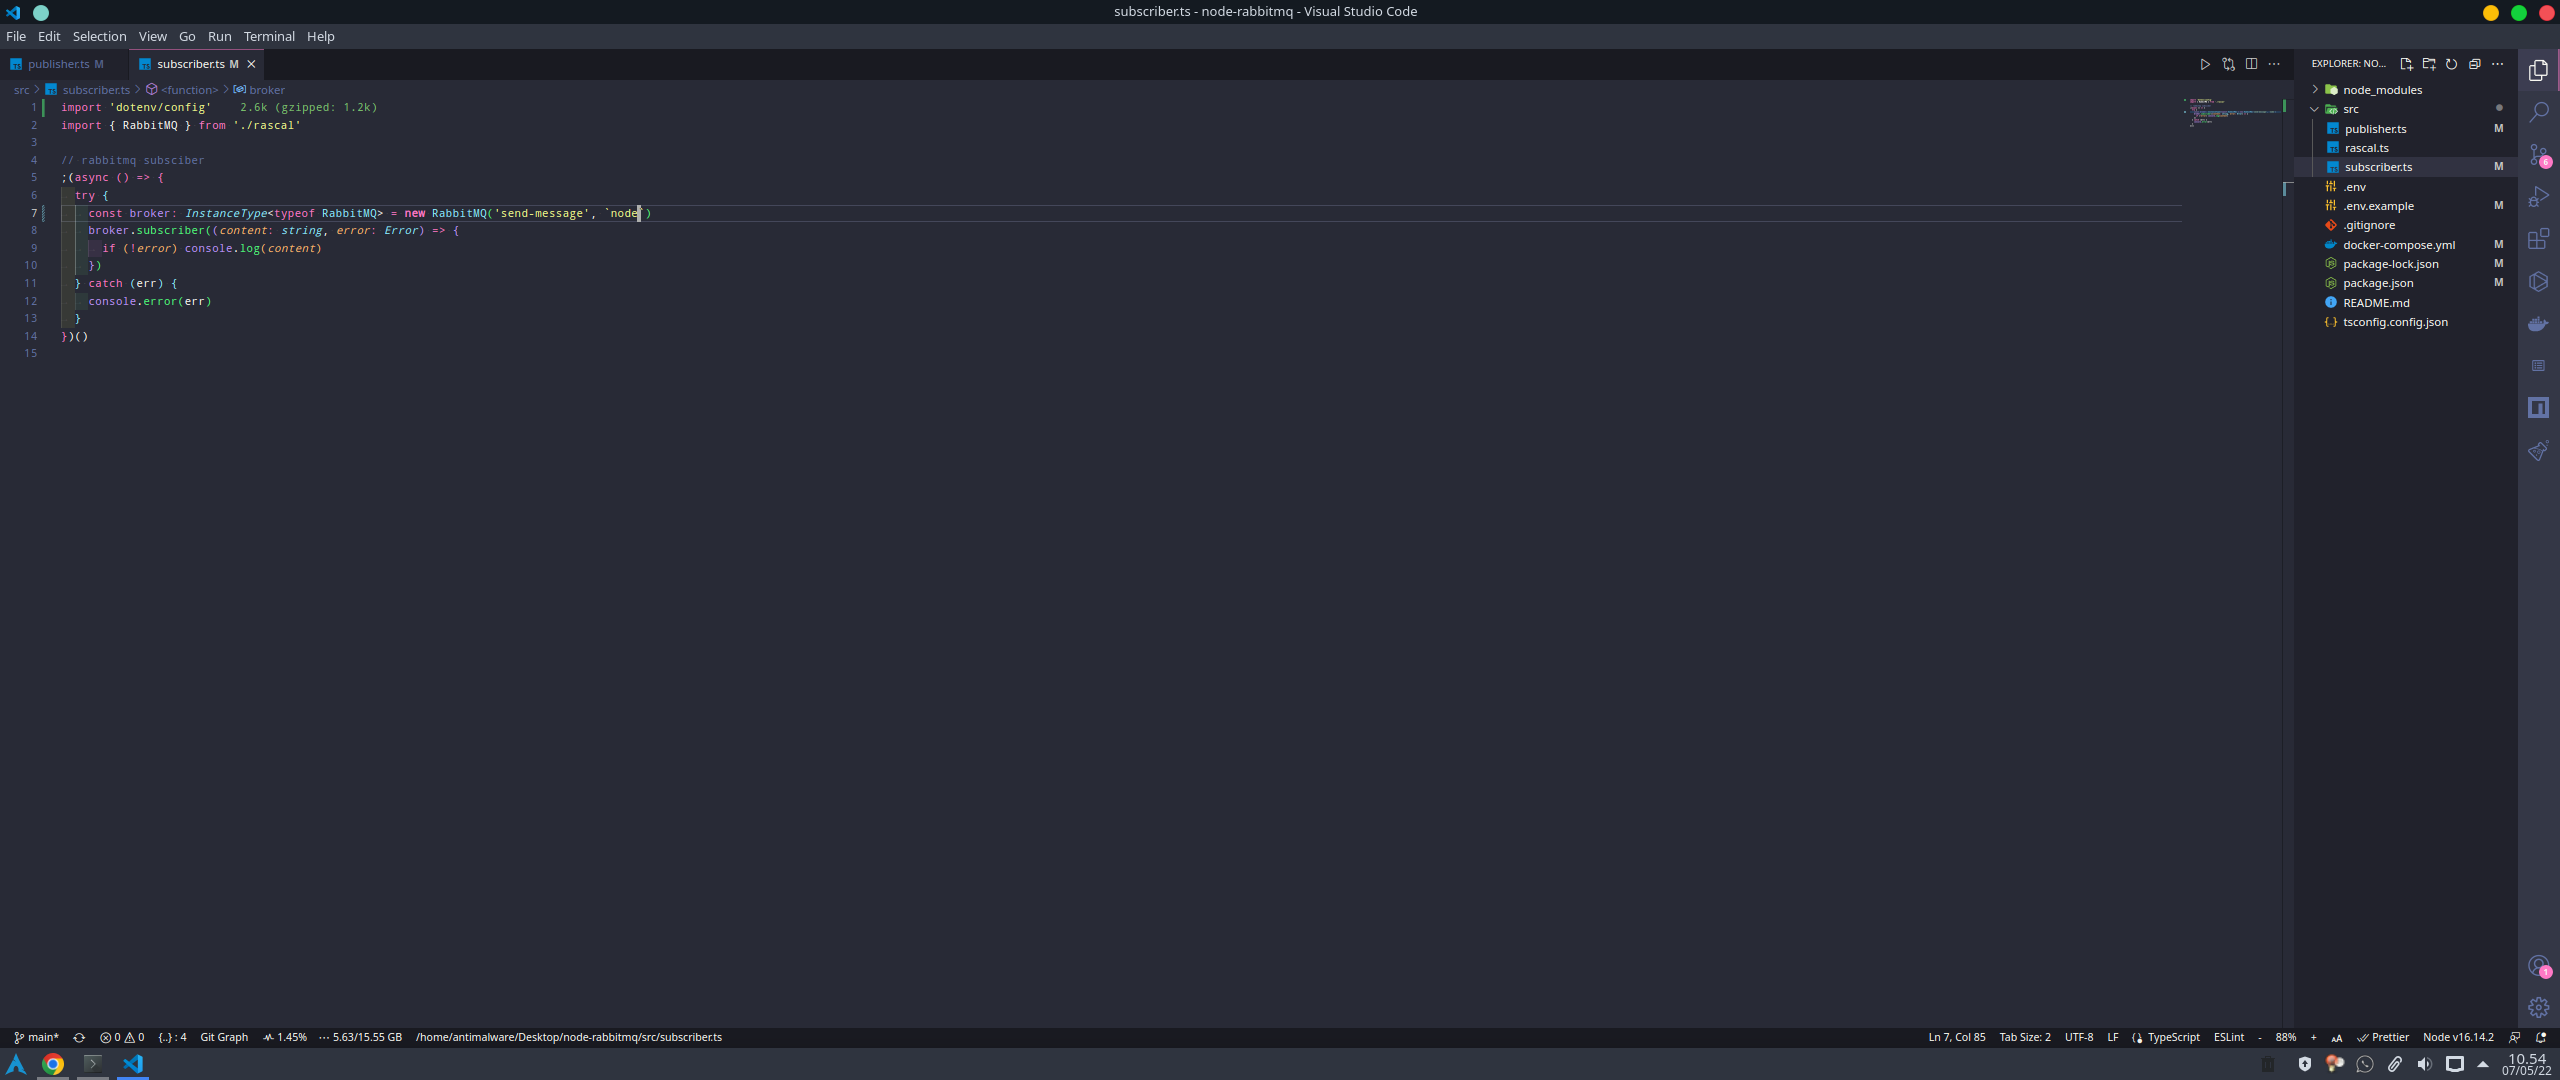 subscriber.ts - node-rabbitmq - Visual Studio Code
File Edit Selection View Go Run Terminal Help
publisher.ts M subscriber.ts M
src > subscriber.ts > <function> > broker
1 import 'dotenv/config' 2.6k (gzipped: 1.2k)
2 import { RabbitMQ } from './rascal'
3
4 // rabbitmq subsciber
5 ;(async () => {
6 try {
7 const broker: InstanceType<typeof RabbitMQ> = new RabbitMQ('send-message', `node`)
8 broker.subscriber((content: string, error: Error) => {
9 if (!error) console.log(content)
10 })
11 } catch (err) {
12 console.error(err)
13 }
14 })()
15
EXPLORER: NO...
node_modules
src
publisher.ts M
rascal.ts
subscriber.ts M
.env
.env.example M
.gitignore
docker-compose.yml M
package-lock.json M
package.json M
README.md
tsconfig.config.json
6
1
main* 0 0 {..} : 4 Git Graph 1.45% 5.63/15.55 GB /home/antimalware/Desktop/node-rabbitmq/src/subscriber.ts Ln 7, Col 85 Tab Size: 2 UTF-8 LF TypeScript ESLint - 88% + AA Prettier Node v16.14.2
10.54
07/05/22